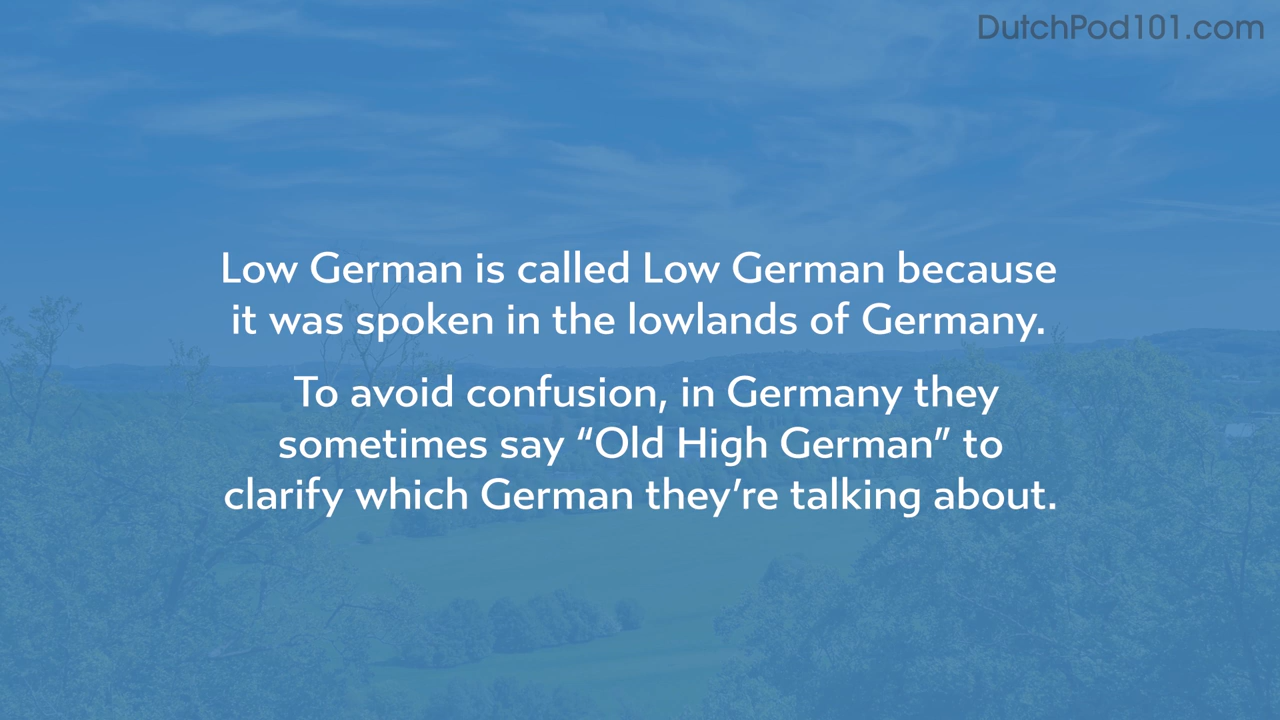 DutchPod101.com
Low German is called Low German because
it was spoken in the lowlands of Germany.
To avoid confusion, in Germany they
sometimes say “Old High German” to
clarify which German they’re talking about.